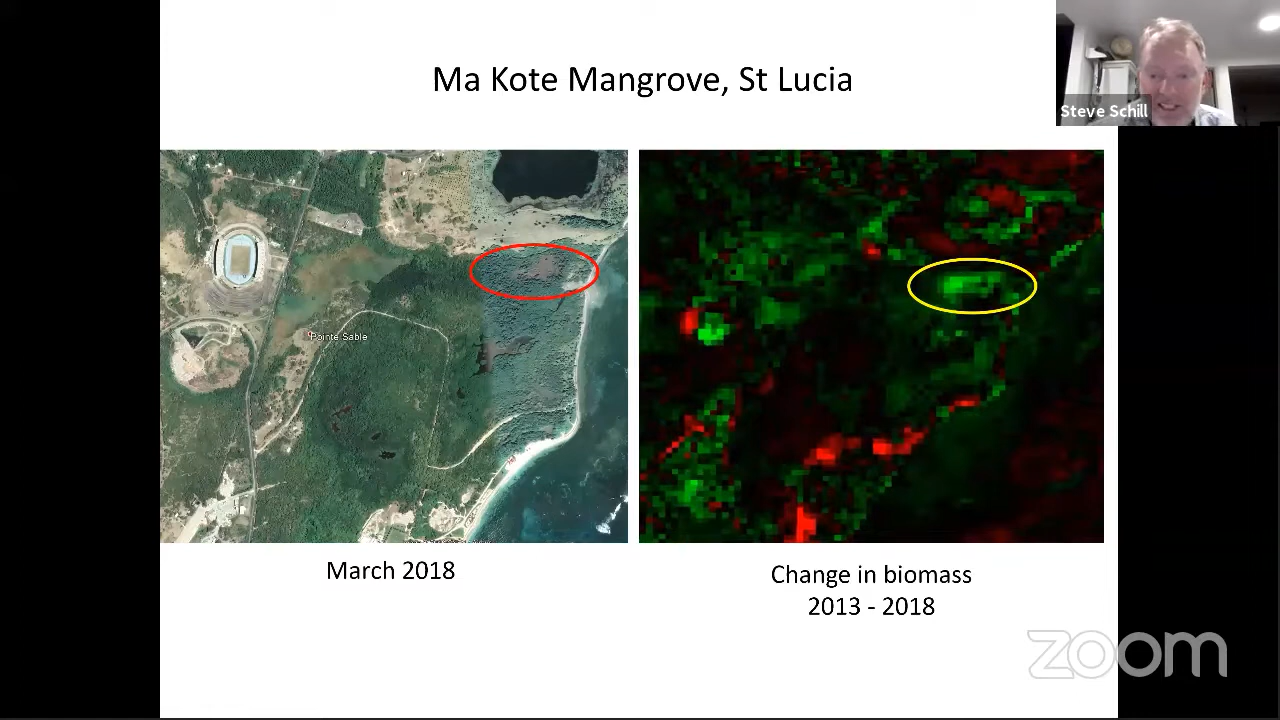 Ma Kote Mangrove, St Lucia
Steve Schill
Pointe Sable
March 2018
Change in biomass
2013 - 2018
zoom